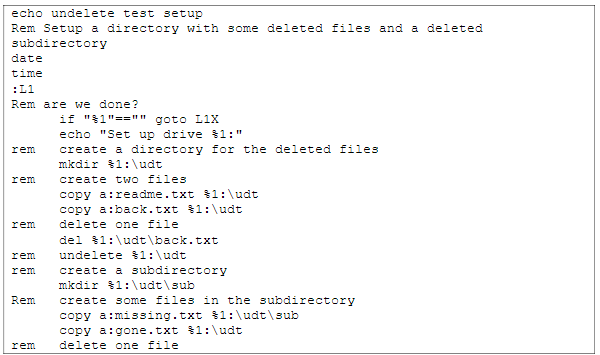 echo undelete test setup
Rem Setup a directory with some deleted files and a deleted
subdirectory
date
time
:L1
Rem are we done?
if "%1"=="" goto L1X
echo "Set up drive %1:"
rem create a directory for the deleted files
mkdir %1:\udt
rem create two files
copy a:readme.txt %1:\udt
copy a:back.txt %1:\udt
rem delete one file
del %1:\udt\back.txt
rem undelete %1:\udt
rem create a subdirectory
mkdir %1:\udt\sub
Rem create some files in the subdirectory
copy a:missing.txt %1:\udt\sub
copy a:gone.txt %1:\udt
rem delete one file